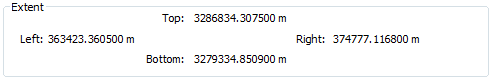 Extent
Top: 3286834.307500 m
Left: 363423.360500 m Right: 374777.116800 m
Bottom: 3279334.850900 m